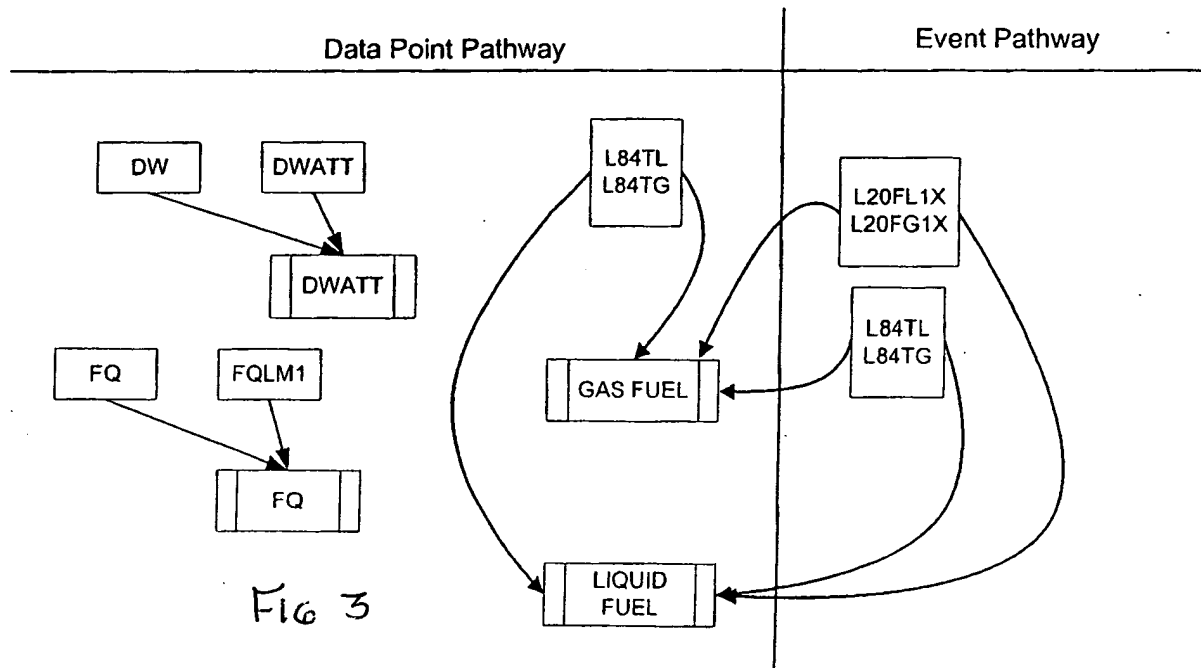 Data Point Pathway
Event Pathway
DW
DWATT
DWATT
FQ
FQLM1
FQ
L84TL
L84TG
GAS FUEL
LIQUID
FUEL
L20FL1X
L20FG1X
L84TL
L84TG
FIG 3